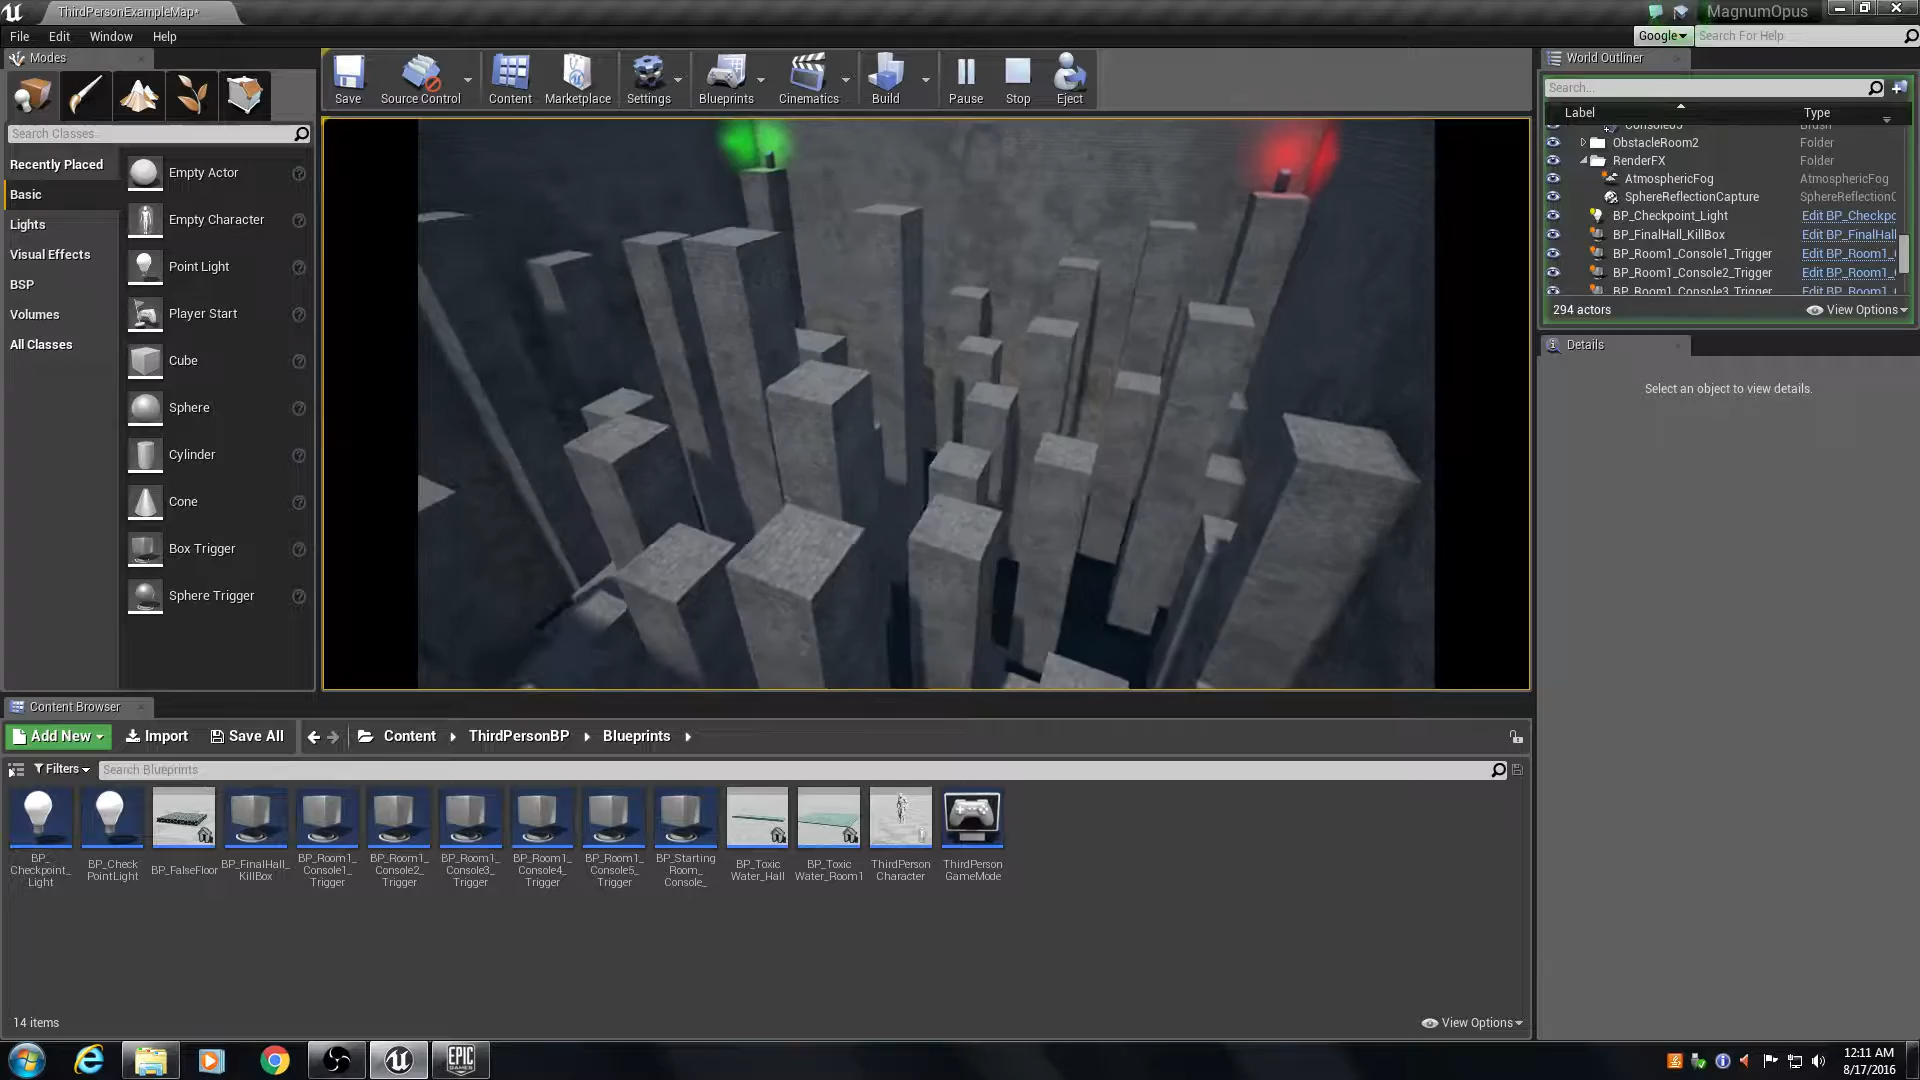 ThirdPersonExampleMap*
MagnumOpus
File Edit Window Help
Google
Search For Help
Modes
Save
Source Control
Content
Marketplace
Settings
Blueprints
Cinematics
Build
Pause
Stop
Eject
World Outliner
Search...
Label Type
ObstacleRoom2 Folder
RenderFX Folder
AtmosphericFog AtmosphericFog
SphereReflectionCapture SphereReflectionC
BP_Checkpoint_Light Edit BP_Checkpc
BP_FinalHall_KillBox Edit BP_FinalHall
BP_Room1_Console1_Trigger Edit BP_Room1_
BP_Room1_Console2_Trigger Edit BP_Room1_
BP_Room1_Console3_Trigger Edit BP_Room1_
294 actors
View Options
Details
Select an object to view details.
Search Classes
Recently Placed
Basic
Lights
Visual Effects
BSP
Volumes
All Classes
Empty Actor
Empty Character
Point Light
Player Start
Cube
Sphere
Cylinder
Cone
Box Trigger
Sphere Trigger
Content Browser
Add New
Import
Save All
Content
ThirdPersonBP
Blueprints
Filters
Search Blueprints
BP_
Checkpoint_
Light
BP_Check
PointLight
BP_FalseFloor
BP_FinalHall_
KillBox
BP_Room1_
Console1_
Trigger
BP_Room1_
Console2_
Trigger
BP_Room1_
Console3_
Trigger
BP_Room1_
Console4_
Trigger
BP_Room1_
Console5_
Trigger
BP_Starting
Room_
Console_
BP_Toxic
Water_Hall
BP_Toxic
Water_Room1
ThirdPerson
Character
ThirdPerson
GameMode
14 items
View Options
EPIC
GAMES
12:11 AM
8/17/2016